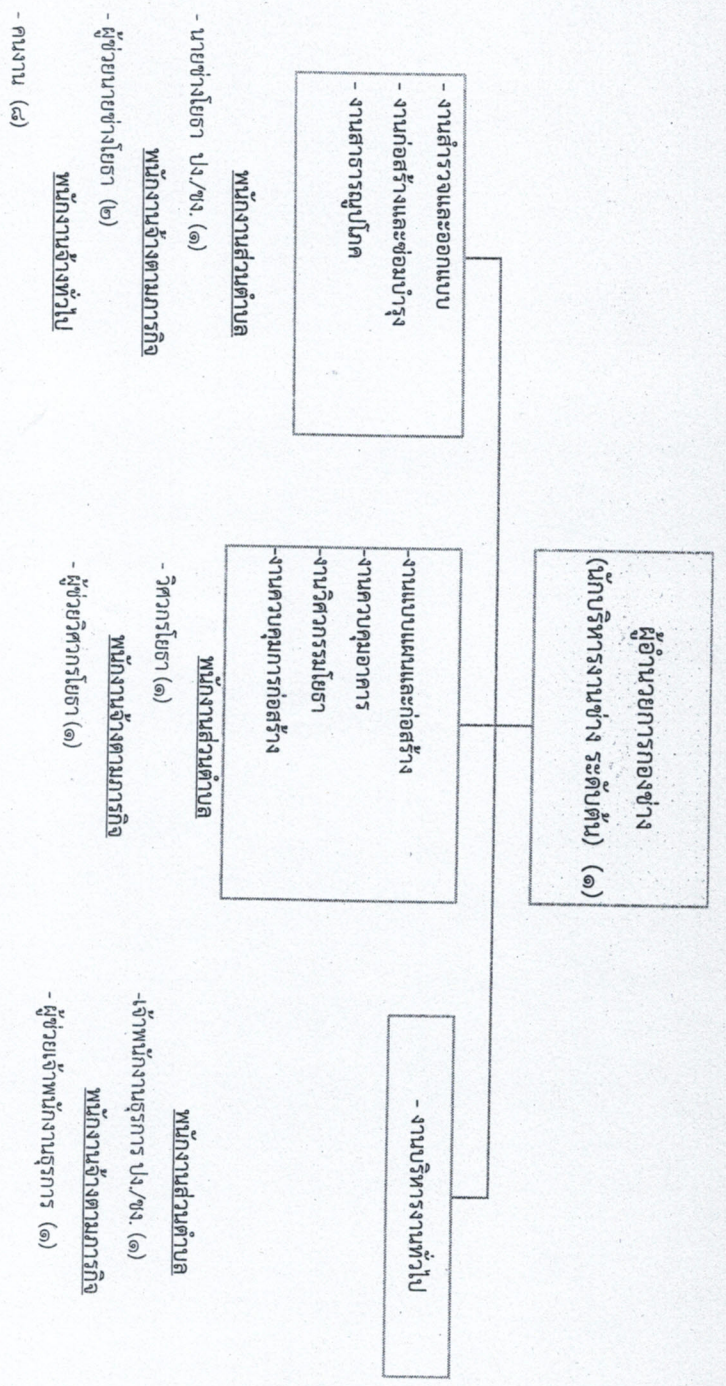 ผู้อำนวยการกองช่าง
(นักบริหารงานช่าง ระดับต้น) (๑)
- งานสำรวจและออกแบบ
- งานก่อสร้างและซ่อมบำรุง
- งานสาธารณูปโภค
พนักงานส่วนตำบล
- นายช่างโยธา ปง./ชง. (๑)
พนักงานจ้างตามภารกิจ
- ผู้ช่วยนายช่างโยธา (๒)
พนักงานจ้างทั่วไป
- คนงาน (๘)
-งานแบบแผนและก่อสร้าง
-งานควบคุมอาคาร
-งานวิศวกรรมโยธา
-งานควบคุมการก่อสร้าง
พนักงานส่วนตำบล
- วิศวกรโยธา (๑)
พนักงานจ้างตามภารกิจ
- ผู้ช่วยวิศวกรโยธา (๑)
- งานบริหารงานทั่วไป
พนักงานส่วนตำบล
-เจ้าพนักงานธุรการ ปง./ชง. (๑)
พนักงานจ้างตามภารกิจ
- ผู้ช่วยเจ้าพนักงานธุรการ (๑)